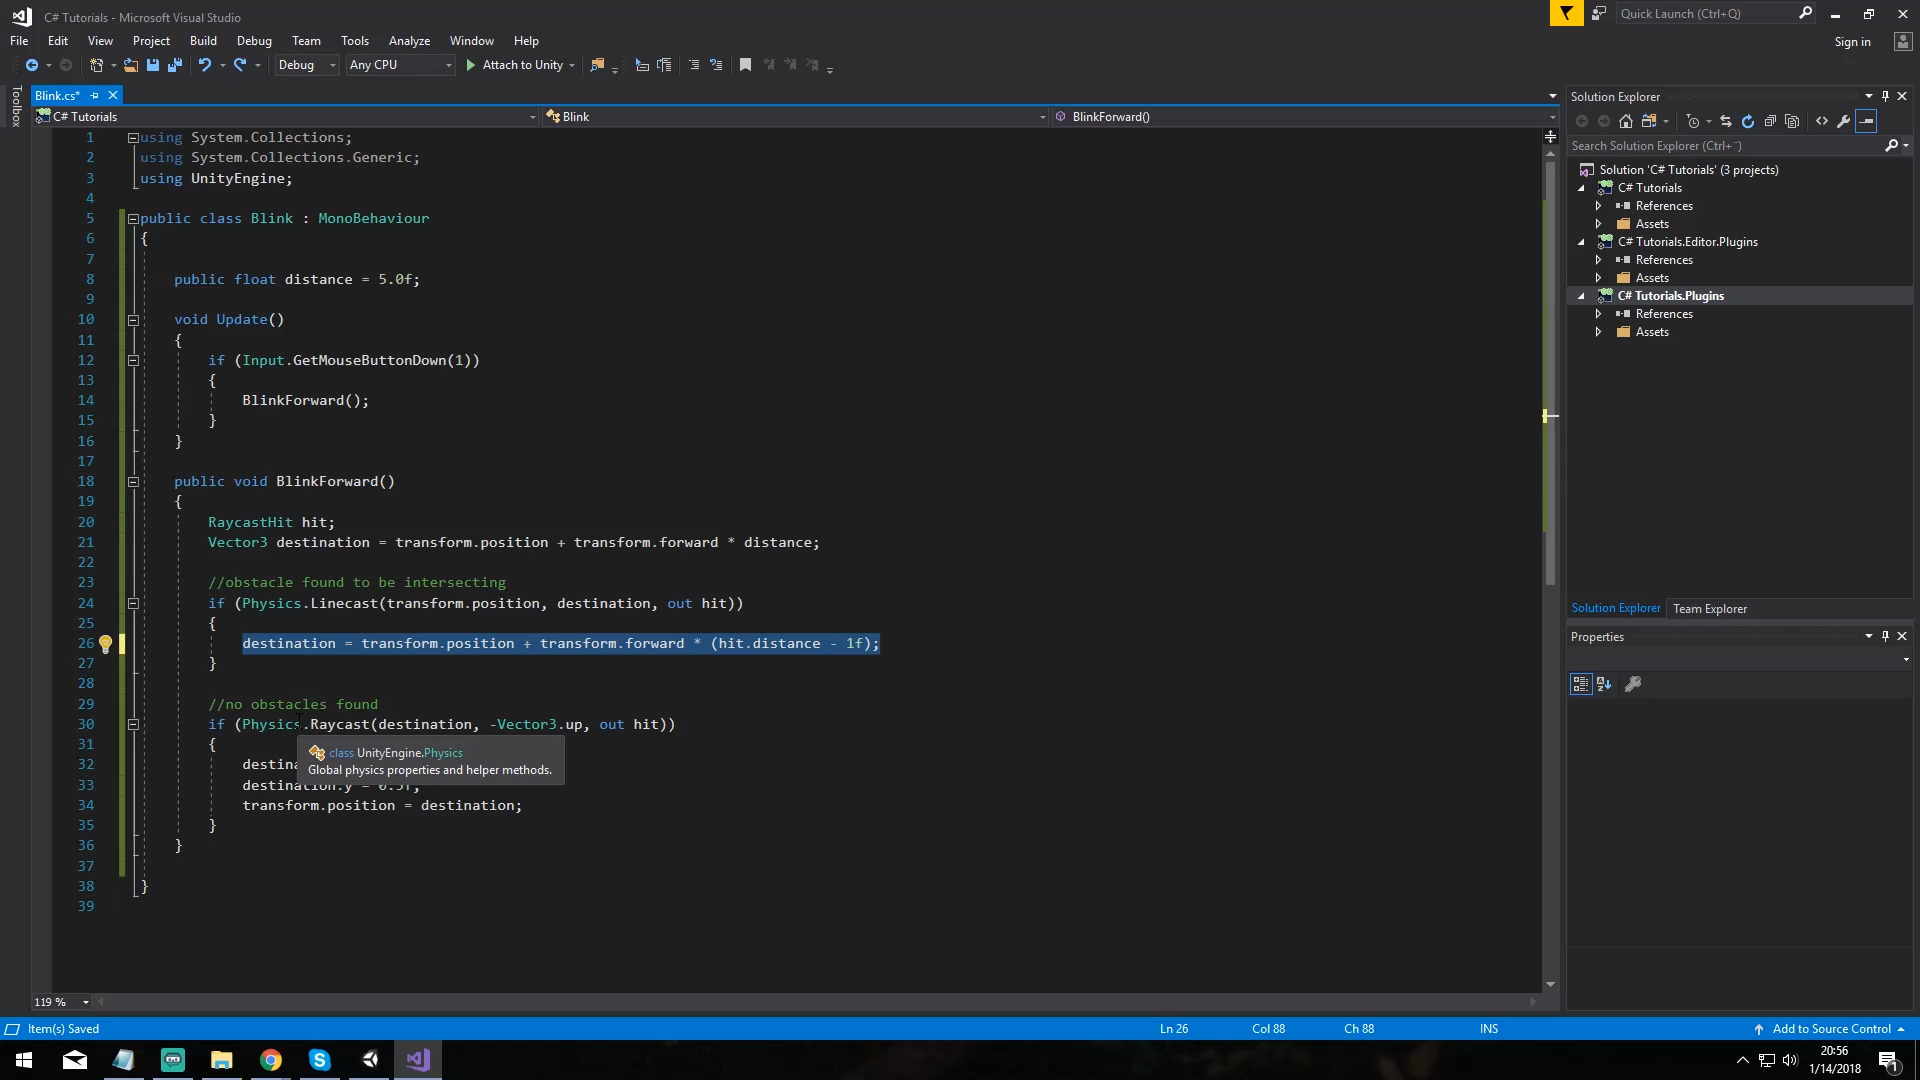 C# Tutorials - Microsoft Visual Studio
Quick Launch (Ctrl+Q)
File Edit View Project Build Debug Team Tools Analyze Window Help
Sign in
Debug Any CPU Attach to Unity
Toolbox
Blink.cs*
C# Tutorials Blink BlinkForward()
1 using System.Collections;
2 using System.Collections.Generic;
3 using UnityEngine;
4
5 public class Blink : MonoBehaviour
6 {
7
8 public float distance = 5.0f;
9
10 void Update()
11 {
12 if (Input.GetMouseButtonDown(1))
13 {
14 BlinkForward();
15 }
16 }
17
18 public void BlinkForward()
19 {
20 RaycastHit hit;
21 Vector3 destination = transform.position + transform.forward * distance;
22
23 //obstacle found to be intersecting
24 if (Physics.Linecast(transform.position, destination, out hit))
25 {
26 destination = transform.position + transform.forward * (hit.distance - 1f);
27 }
28
29 //no obstacles found
30 if (Physics.Raycast(destination, -Vector3.up, out hit))
31 {
class UnityEngine.Physics
32 destina
Global physics properties and helper methods.
33 destination.y = 0.5f;
34 transform.position = destination;
35 }
36 }
37
38 }
39
119 %
Solution Explorer
Search Solution Explorer (Ctrl+¨)
Solution 'C# Tutorials' (3 projects)
C# Tutorials
References
Assets
C# Tutorials.Editor.Plugins
References
Assets
C# Tutorials.Plugins
References
Assets
Solution Explorer Team Explorer
Properties
Item(s) Saved Ln 26 Col 88 Ch 88 INS Add to Source Control
20:56
1/14/2018
1